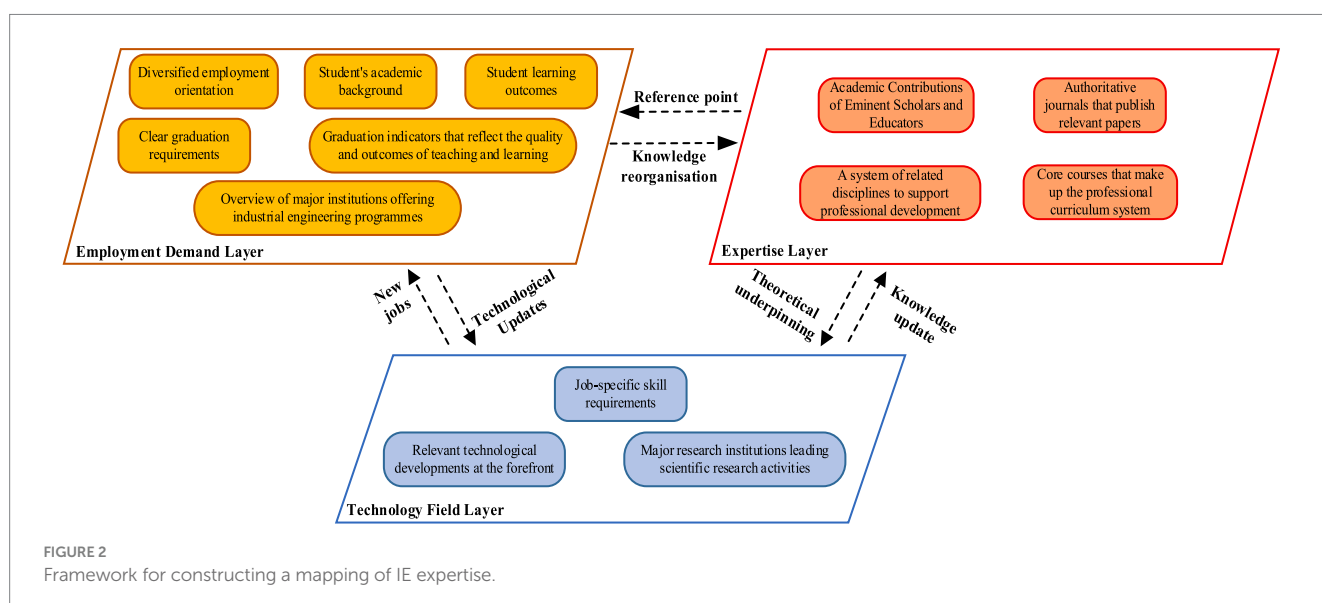 Diversified employment
orientation
Student's academic
background
Student learning
outcomes
Clear graduation
requirements
Graduation indicators that reflect the quality
and outcomes of teaching and learning
Overview of major institutions offering
industrial engineering programmes
Employment Demand Layer
Reference point
Knowledge
reorganisation
Academic Contributions
of Eminent Scholars and
Educators
Authoritative
journals that publish
relevant papers
A system of related
disciplines to support
professional development
Core courses that make
up the professional
curriculum system
Expertise Layer
New
jobs
Technological
Updates
Theoretical
underpinning
Knowledge
update
Job-specific skill
requirements
Relevant technological
developments at the forefront
Major research institutions leading
scientific research activities
Technology Field Layer
FIGURE 2
Framework for constructing a mapping of IE expertise.